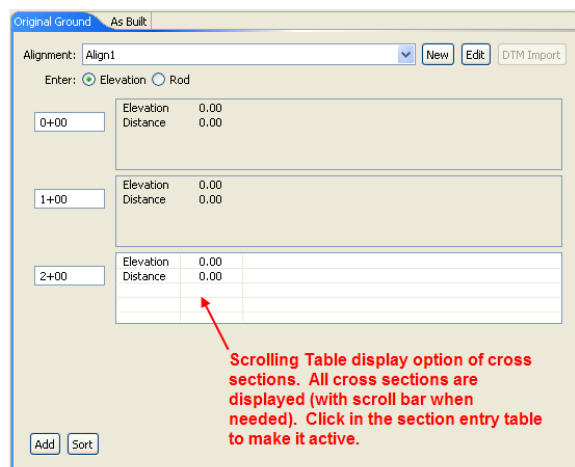 Original Ground As Built
Alignment: Align1 New Edit DTM Import
Enter: Elevation Rod
Elevation 0.00
0+00 Distance 0.00
Elevation 0.00
1+00 Distance 0.00
Elevation 0.00
2+00 Distance 0.00
Scrolling Table display option of cross
sections. All cross sections are
displayed (with scroll bar when
needed). Click in the section entry table
to make it active.
Add Sort